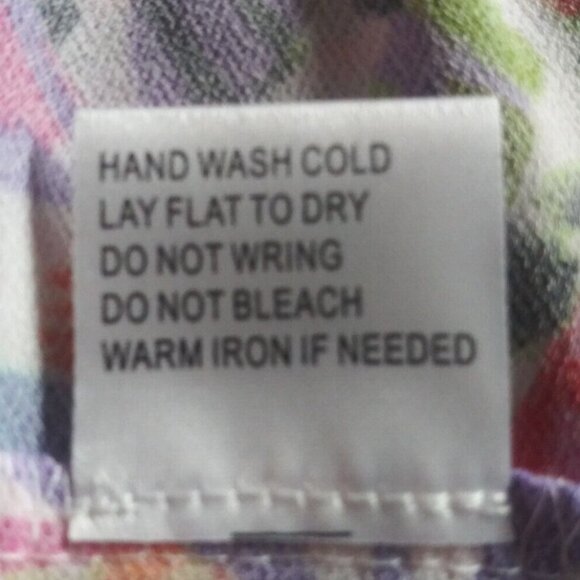 HAND WASH COLD
LAY FLAT TO DRY
DO NOT WRING
DO NOT BLEACH
WARM IRON IF NEEDED